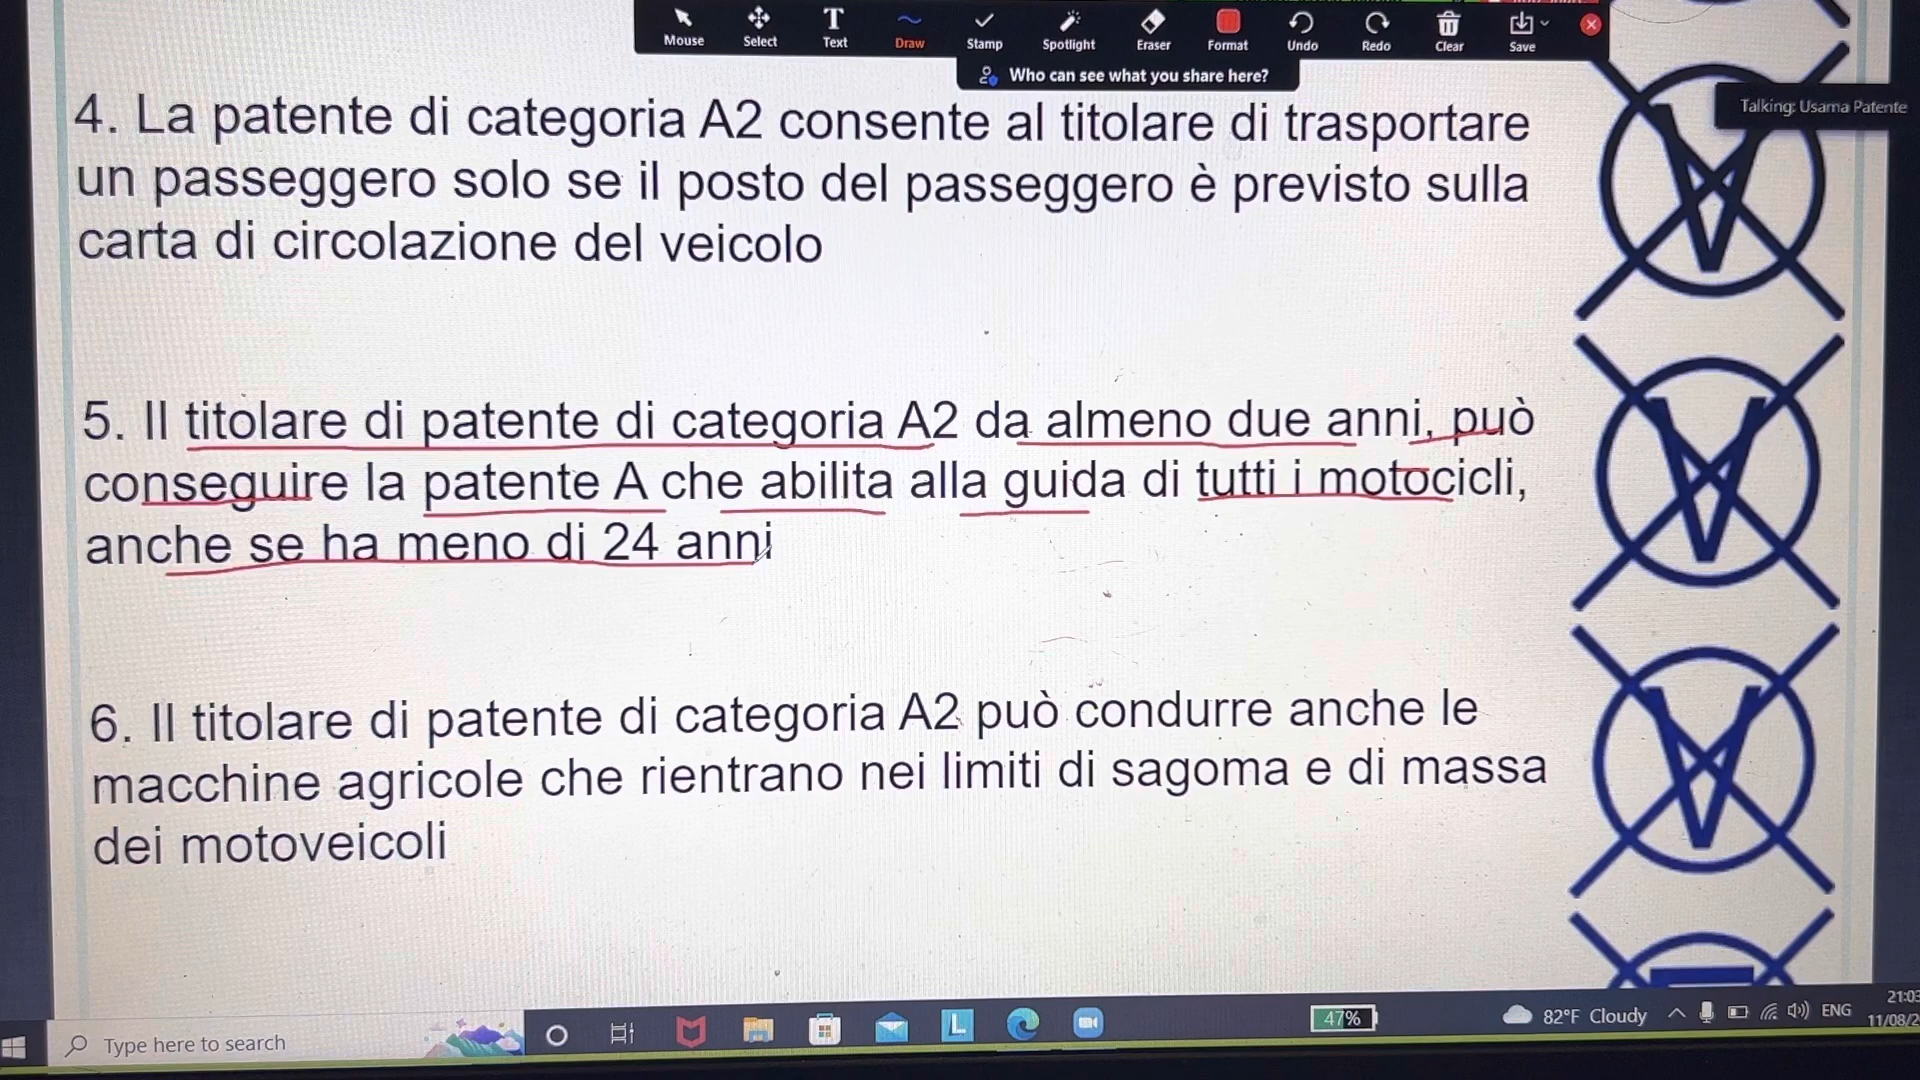 Mouse
Select
Text
Draw
Stamp
Spotlight
Eraser
Format
Undo
Redo
Clear
Save
Who can see what you share here?
Talking: Usama Patente
4. La patente di categoria A2 consente al titolare di trasportare
un passeggero solo se il posto del passeggero è previsto sulla
carta di circolazione del veicolo
V
5. Il titolare di patente di categoria A2 da almeno due anni, può
conseguire la patente A che abilita alla guida di tutti i motocicli,
anche se ha meno di 24 anni
V
6. Il titolare di patente di categoria A2 può condurre anche le
macchine agricole che rientrano nei limiti di sagoma e di massa
dei motoveicoli
V
Type here to search
L
47%
82°F Cloudy
ENG
21:03
11/08/2